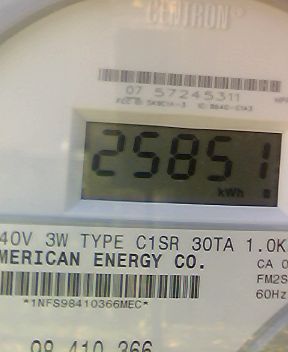 CENTRON
07 57245311
25851
kWh
40V 3W TYPE C1SR 30TA 1.0K
MERICAN ENERGY CO.
CA 0
FM2S
60Hz
*1NFS98410366MEC*
98 410 366